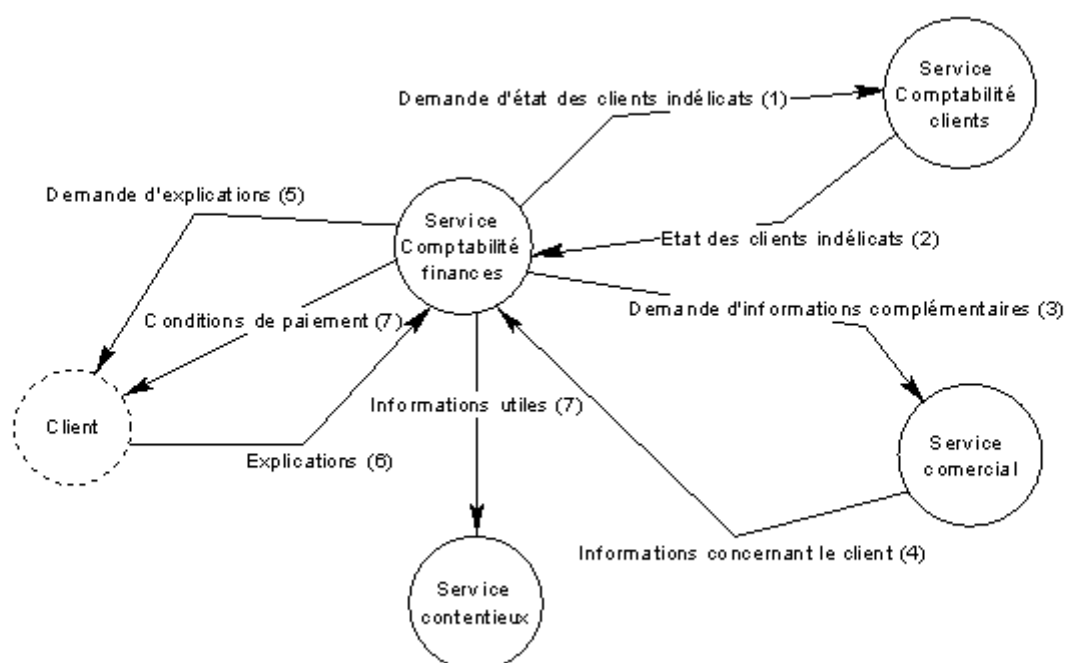 Service
Comptabilité
clients
Demande d'état des clients indélicats (1)
Demande d'explications (5)
Service
Comptabilité
finances
Etat des clients indélicats (2)
Demande d'informations complémentaires (3)
Conditions de paiement (7)
Client
Informations utiles (7)
Explications (6)
Service
comercial
Informations concernant le client (4)
Service
contentieux